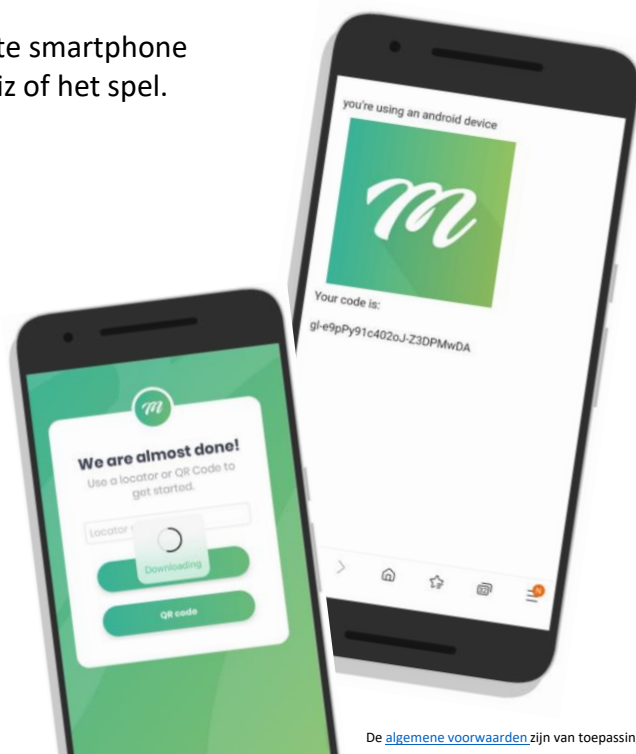 te smartphone
iz of het spel.
you're using an android device
m
Your code is:
gl-e9pPy91c402oJ-Z3DPMwDA
N
m
We are almost done!
Use a locator or QR Code to
get started.
Locator
Downloading
QR code
De algemene voorwaarden zijn van toepassin